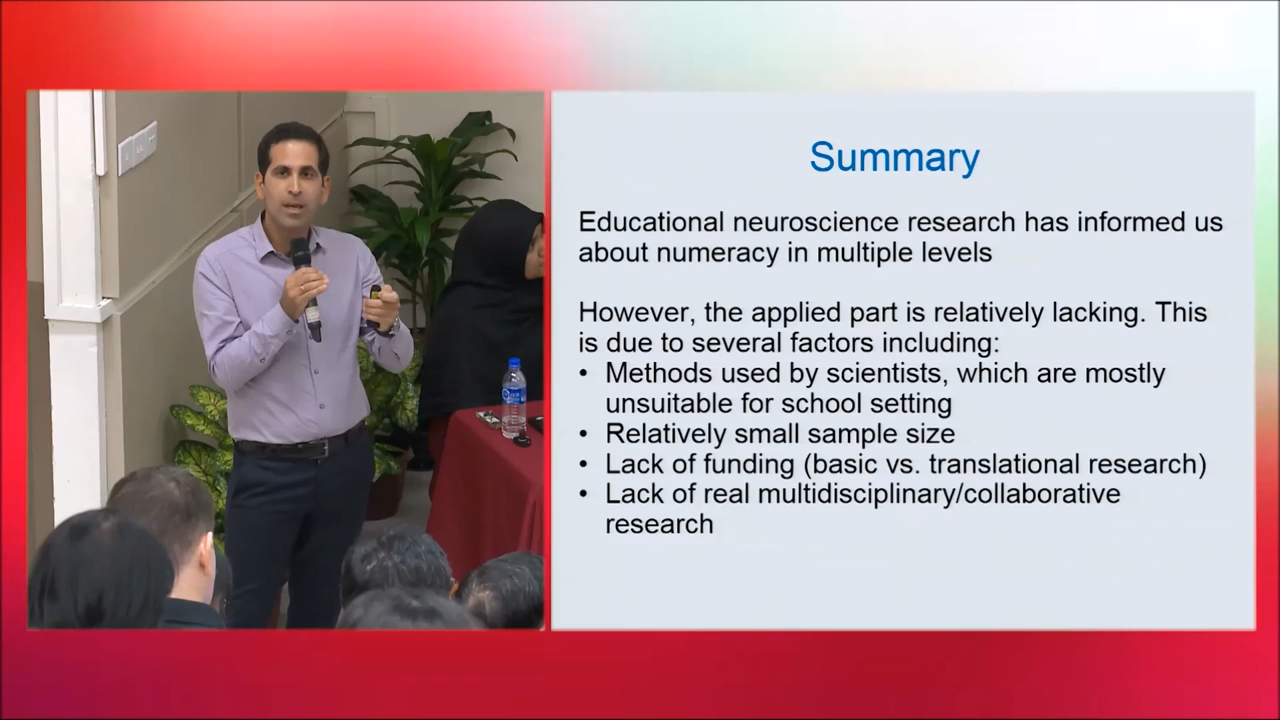 Summary
Educational neuroscience research has informed us
about numeracy in multiple levels
However, the applied part is relatively lacking. This
is due to several factors including:
• Methods used by scientists, which are mostly
unsuitable for school setting
• Relatively small sample size
• Lack of funding (basic vs. translational research)
• Lack of real multidisciplinary/collaborative
research